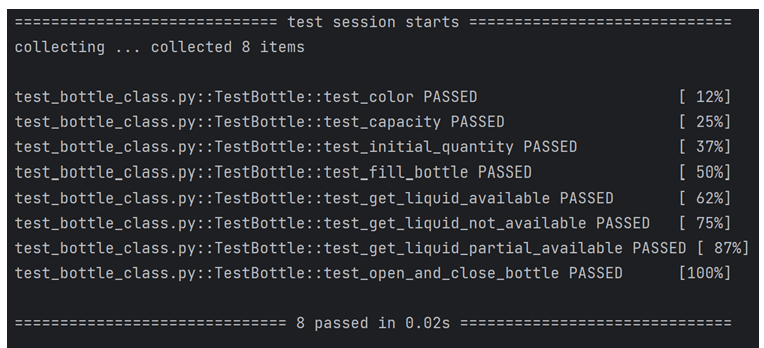 ============================= test session starts =============================
collecting ... collected 8 items
test_bottle_class.py::TestBottle::test_color PASSED                      [ 12%]
test_bottle_class.py::TestBottle::test_capacity PASSED                   [ 25%]
test_bottle_class.py::TestBottle::test_initial_quantity PASSED           [ 37%]
test_bottle_class.py::TestBottle::test_fill_bottle PASSED                [ 50%]
test_bottle_class.py::TestBottle::test_get_liquid_available PASSED       [ 62%]
test_bottle_class.py::TestBottle::test_get_liquid_not_available PASSED   [ 75%]
test_bottle_class.py::TestBottle::test_get_liquid_partial_available PASSED [ 87%]
test_bottle_class.py::TestBottle::test_open_and_close_bottle PASSED      [100%]
============================== 8 passed in 0.02s ==============================